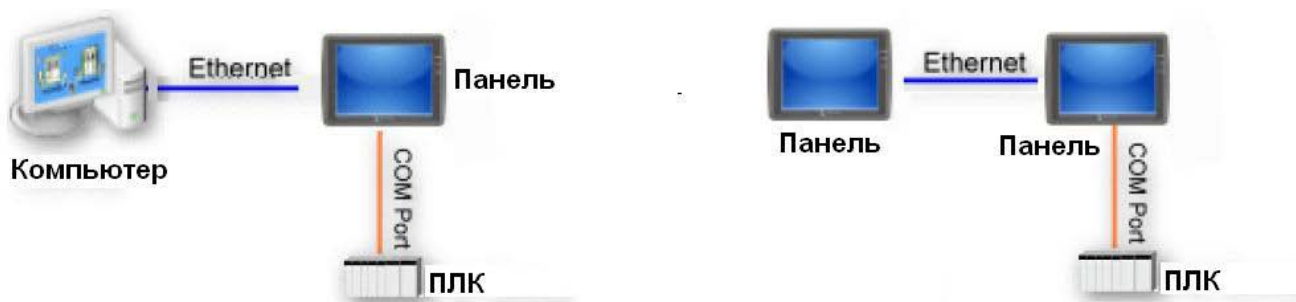 Ethernet
Панель
Компьютер
COM Port
ПЛК
Ethernet
Панель
Панель
COM Port
ПЛК